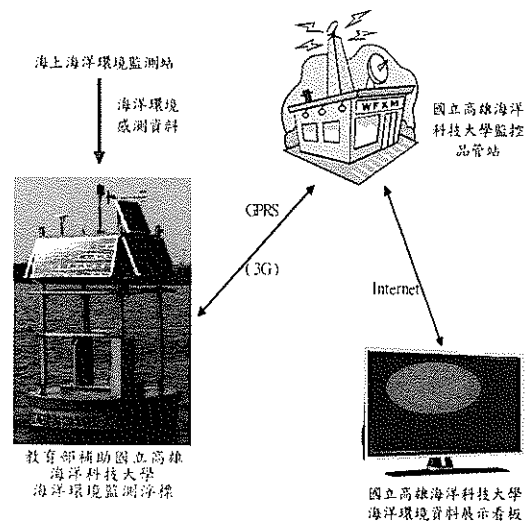 海上海洋環境監測站
海洋環境
感測資料
WFXM
國立高雄海洋
科技大學監控
品管站
GPRS
(3G)
Internet
教育部補助國立高雄
海洋科技大學
海洋環境監測浮標
國立高雄海洋科技大學
海洋環境資料展示看板